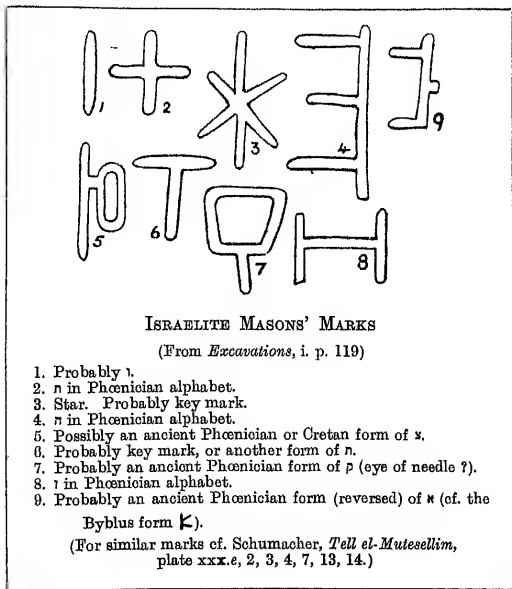 1
2
3
4
9
5
6
7
8
ISRAELITE MASONS' MARKS
(From Excavations, i. p. 119)
1. Probably ו.
2. ת in Phœnician alphabet.
3. Star. Probably key mark.
4. ה in Phœnician alphabet.
5. Possibly an ancient Phœnician or Cretan form of צ.
6. Probably key mark, or another form of ת.
7. Probably an ancient Phœnician form of ק (eye of needle ?).
8. ז in Phœnician alphabet.
9. Probably an ancient Phœnician form (reversed) of א (cf. the
Byblus form K).
(For similar marks cf. Schumacher, Tell el-Mutesellim,
plate xxx.e, 2, 3, 4, 7, 13, 14.)